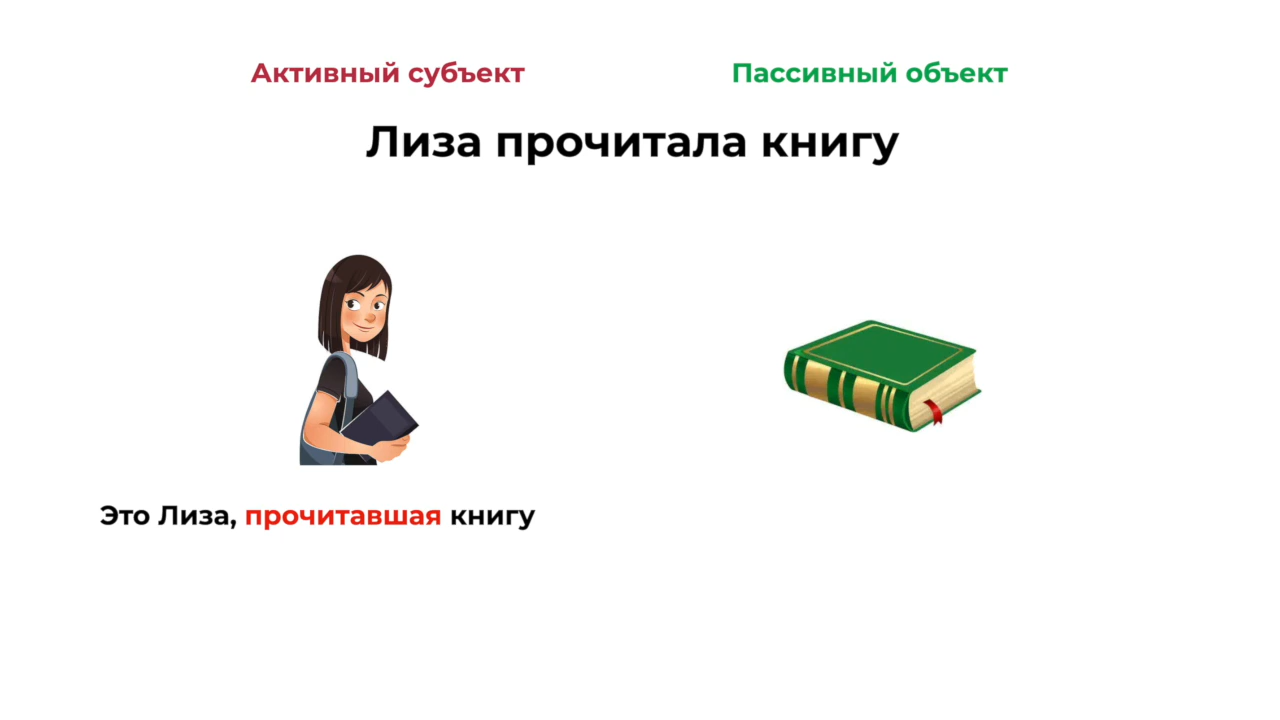 Активный субъект
Пассивный объект
Лиза прочитала книгу
Это Лиза, прочитавшая книгу